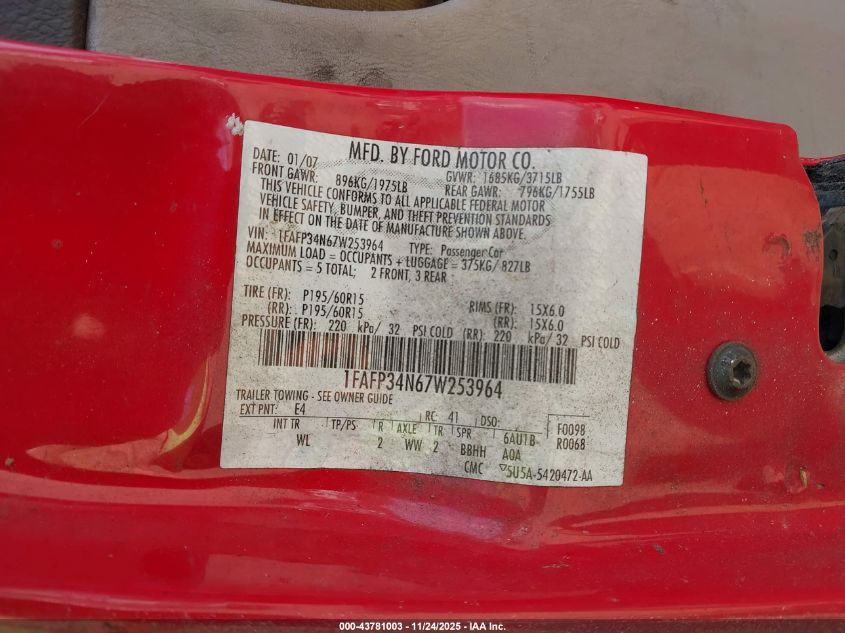 MFD. BY FORD MOTOR CO.
DATE: 01/07 GVWR: 1685KG/3715LB
FRONT GAWR: 896KG/1975LB REAR GAWR: 796KG/1755LB
THIS VEHICLE CONFORMS TO ALL APPLICABLE FEDERAL MOTOR
VEHICLE SAFETY, BUMPER, AND THEFT PREVENTION STANDARDS
IN EFFECT ON THE DATE OF MANUFACTURE SHOWN ABOVE.
VIN: 1FAFP34N67W253964 TYPE: PassengerCar
MAXIMUM LOAD = OCCUPANTS + LUGGAGE = 375KG/ 827LB
OCCUPANTS = 5 TOTAL; 2 FRONT, 3 REAR
TIRE (FR): P195/60R15 RIMS (FR): 15X6.0
(RR): P195/60R15 (RR): 15X6.0
PRESSURE (FR): 220 kPa/ 32 PSI COLD (RR): 220 kPa/ 32 PSI COLD
1FAFP34N67W253964
TRAILER TOWING - SEE OWNER GUIDE
EXT PNT: E4 RC: 41 DSO: F0098
INT TR TP/PS R AXLE TR SPR 6AU1B R0068
WL 2 WW 2 BBHH A0A
CMC ▽5U5A-5420472-AA
000-43781003 - 11/24/2025 - IAA Inc.